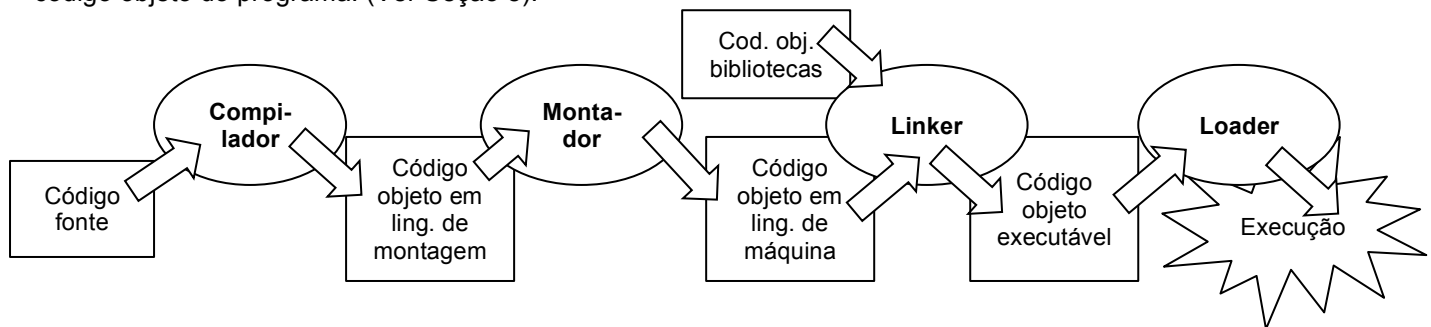 código objeto do programa. (Ver Seção 6).
Cod. obj.
bibliotecas
Compi-
lador
Monta-
dor
Linker
Loader
Código
fonte
Código
objeto em
ling. de
montagem
Código
objeto em
ling. de
máquina
Código
objeto
executável
Execução